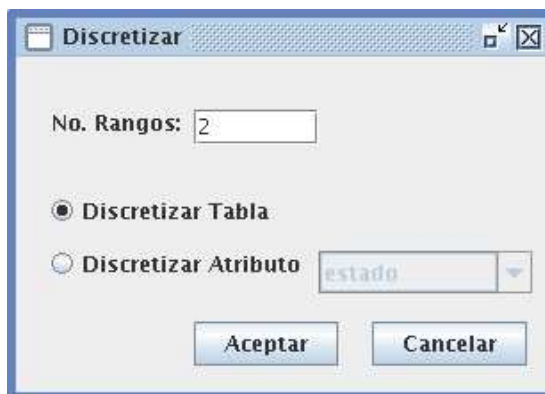 Discretizar
No. Rangos: 2
Discretizar Tabla
Discretizar Atributo estado
Aceptar Cancelar